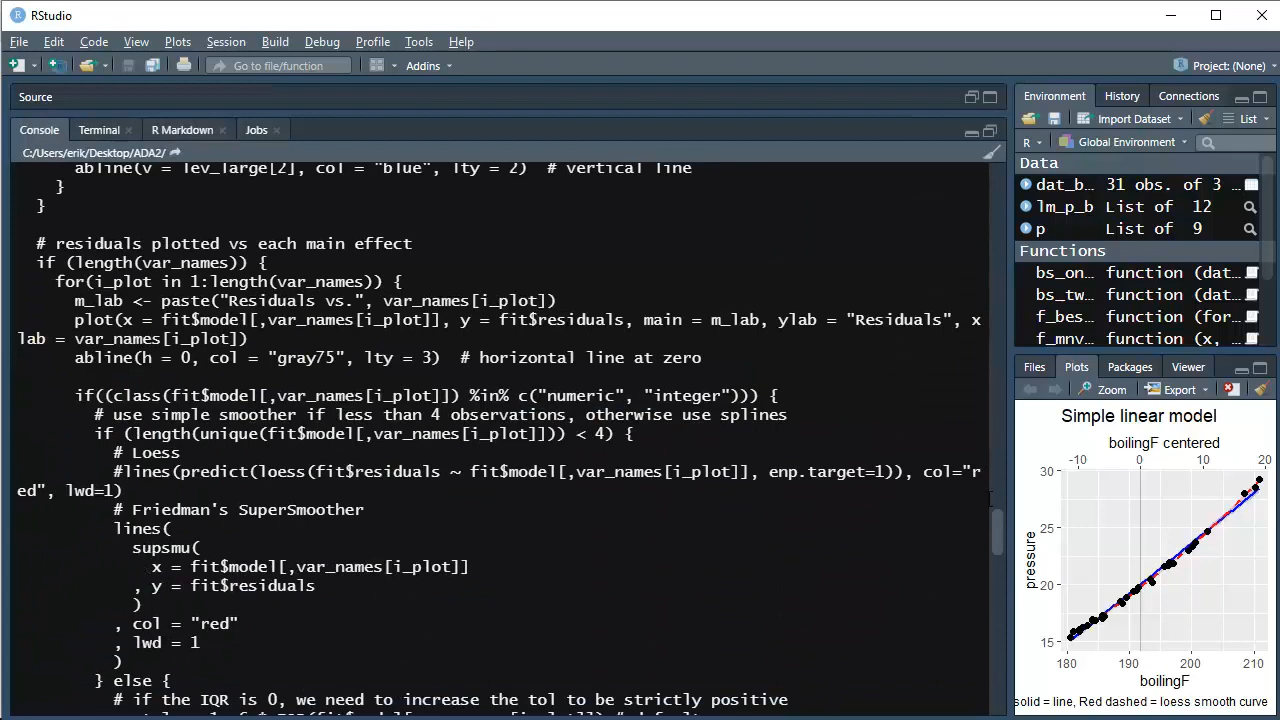 RStudio
File Edit Code View Plots Session Build Debug Profile Tools Help
Go to file/function Addins Project: (None)
Source
Console Terminal R Markdown Jobs
C:/Users/erik/Desktop/ADA2/
abline(v = lev_large[2], col = "blue", lty = 2)  # vertical line
}
}
# residuals plotted vs each main effect
if (length(var_names)) {
for(i_plot in 1:length(var_names)) {
m_lab <- paste("Residuals vs.", var_names[i_plot])
plot(x = fit$model[,var_names[i_plot]], y = fit$residuals, main = m_lab, ylab = "Residuals", x
lab = var_names[i_plot])
abline(h = 0, col = "gray75", lty = 3)  # horizontal line at zero
if((class(fit$model[,var_names[i_plot]]) %in% c("numeric", "integer"))) {
# use simple smoother if less than 4 observations, otherwise use splines
if (length(unique(fit$model[,var_names[i_plot]])) < 4) {
# Loess
#lines(predict(loess(fit$residuals ~ fit$model[,var_names[i_plot]], enp.target=1)), col="r
ed", lwd=1)
# Friedman's SuperSmoother
lines(
supsmu(
x = fit$model[,var_names[i_plot]]
, y = fit$residuals
)
, col = "red"
, lwd = 1
)
} else {
# if the IQR is 0, we need to increase the tol to be strictly positive
Environment History Connections
Import Dataset List
R Global Environment
Data
dat_b… 31 obs. of 3 …
lm_p_b List of 12
p List of 9
Functions
bs_on… function (dat…
bs_tw… function (dat…
f_bes… function (for…
f_mnv… function (x, …
Files Plots Packages Viewer
Zoom Export
Simple linear model
boilingF centered
-10 0 10 20
30
25
20
15
pressure
180 190 200 210
boilingF
solid = line, Red dashed = loess smooth curve